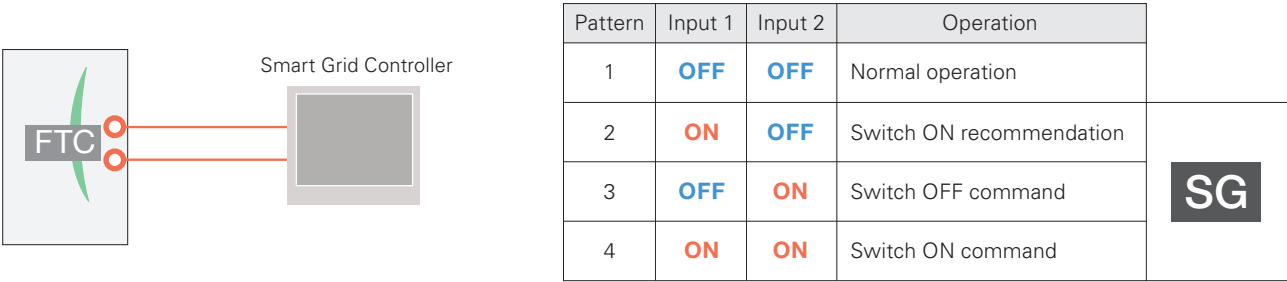 FTC
Smart Grid Controller
Pattern Input 1 Input 2 Operation
1 OFF OFF Normal operation
2 ON OFF Switch ON recommendation
3 OFF ON Switch OFF command
4 ON ON Switch ON command
SG